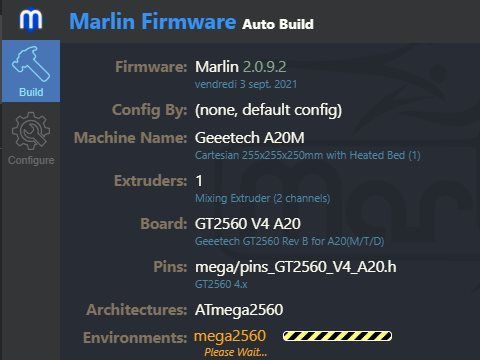 Marlin Firmware Auto Build
Firmware: Marlin 2.0.9.2
vendredi 3 sept. 2021
Build
Config By: (none, default config)
Machine Name: Geeetech A20M
Configure
Cartesian 255x255x250mm with Heated Bed (1)
Extruders: 1
Mixing Extruder (2 channels)
Board: GT2560 V4 A20
Geeetech GT2560 Rev B for A20(M/T/D)
Pins: mega/pins_GT2560_V4_A20.h
GT2560 4.x
Architectures: ATmega2560
Environments: mega2560
Please Wait...